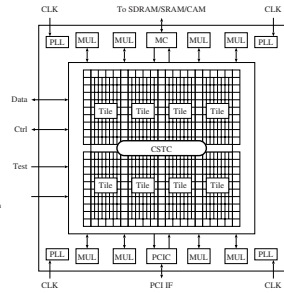 CLK To SDRAM/SRAM/CAM CLK
PLL MUL MUL MC MUL MUL PLL
Data
Tile Tile Tile Tile
Ctrl
CSTC
Test
Tile Tile Tile Tile
PLL MUL MUL PCIC MUL MUL PLL
CLK PCI IF CLK